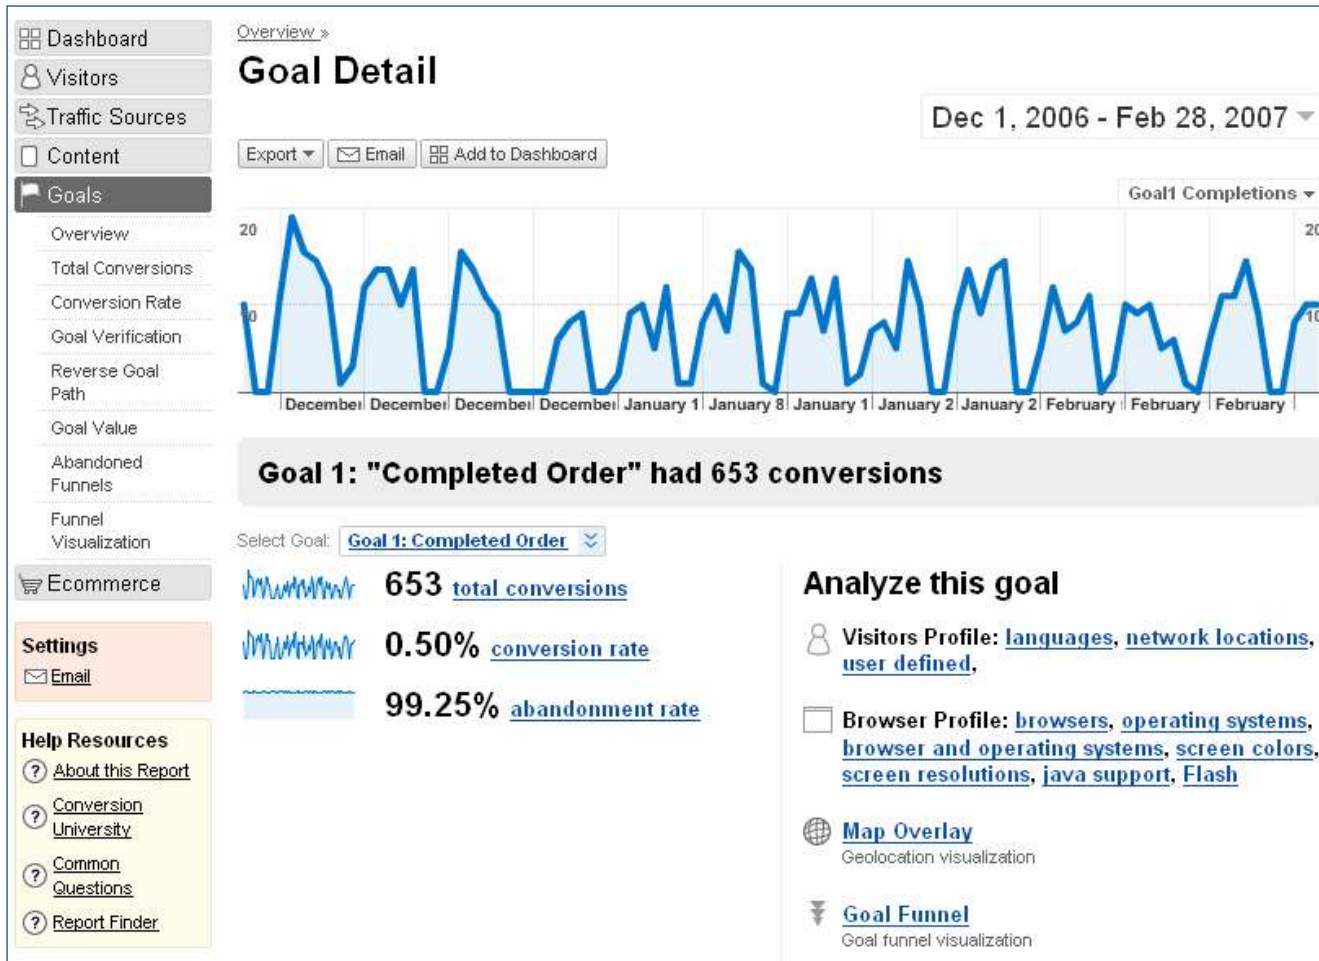 Dashboard
Visitors
Traffic Sources
Content
Goals
Overview
Total Conversions
Conversion Rate
Goal Verification
Reverse Goal
Path
Goal Value
Abandoned
Funnels
Funnel
Visualization
Ecommerce
Settings
Email
Help Resources
? About this Report
? Conversion
University
? Common
Questions
? Report Finder
Overview »
Goal Detail
Dec 1, 2006 - Feb 28, 2007
Export Email Add to Dashboard
Goal1 Completions
20 20
10 10
December December December December January 1 January 8 January 1 January 2 January 2 February February February
Goal 1: "Completed Order" had 653 conversions
Select Goal: Goal 1: Completed Order
653 total conversions
0.50% conversion rate
99.25% abandonment rate
Analyze this goal
Visitors Profile: languages, network locations,
user defined,
Browser Profile: browsers, operating systems,
browser and operating systems, screen colors,
screen resolutions, java support, Flash
Map Overlay
Geolocation visualization
Goal Funnel
Goal funnel visualization